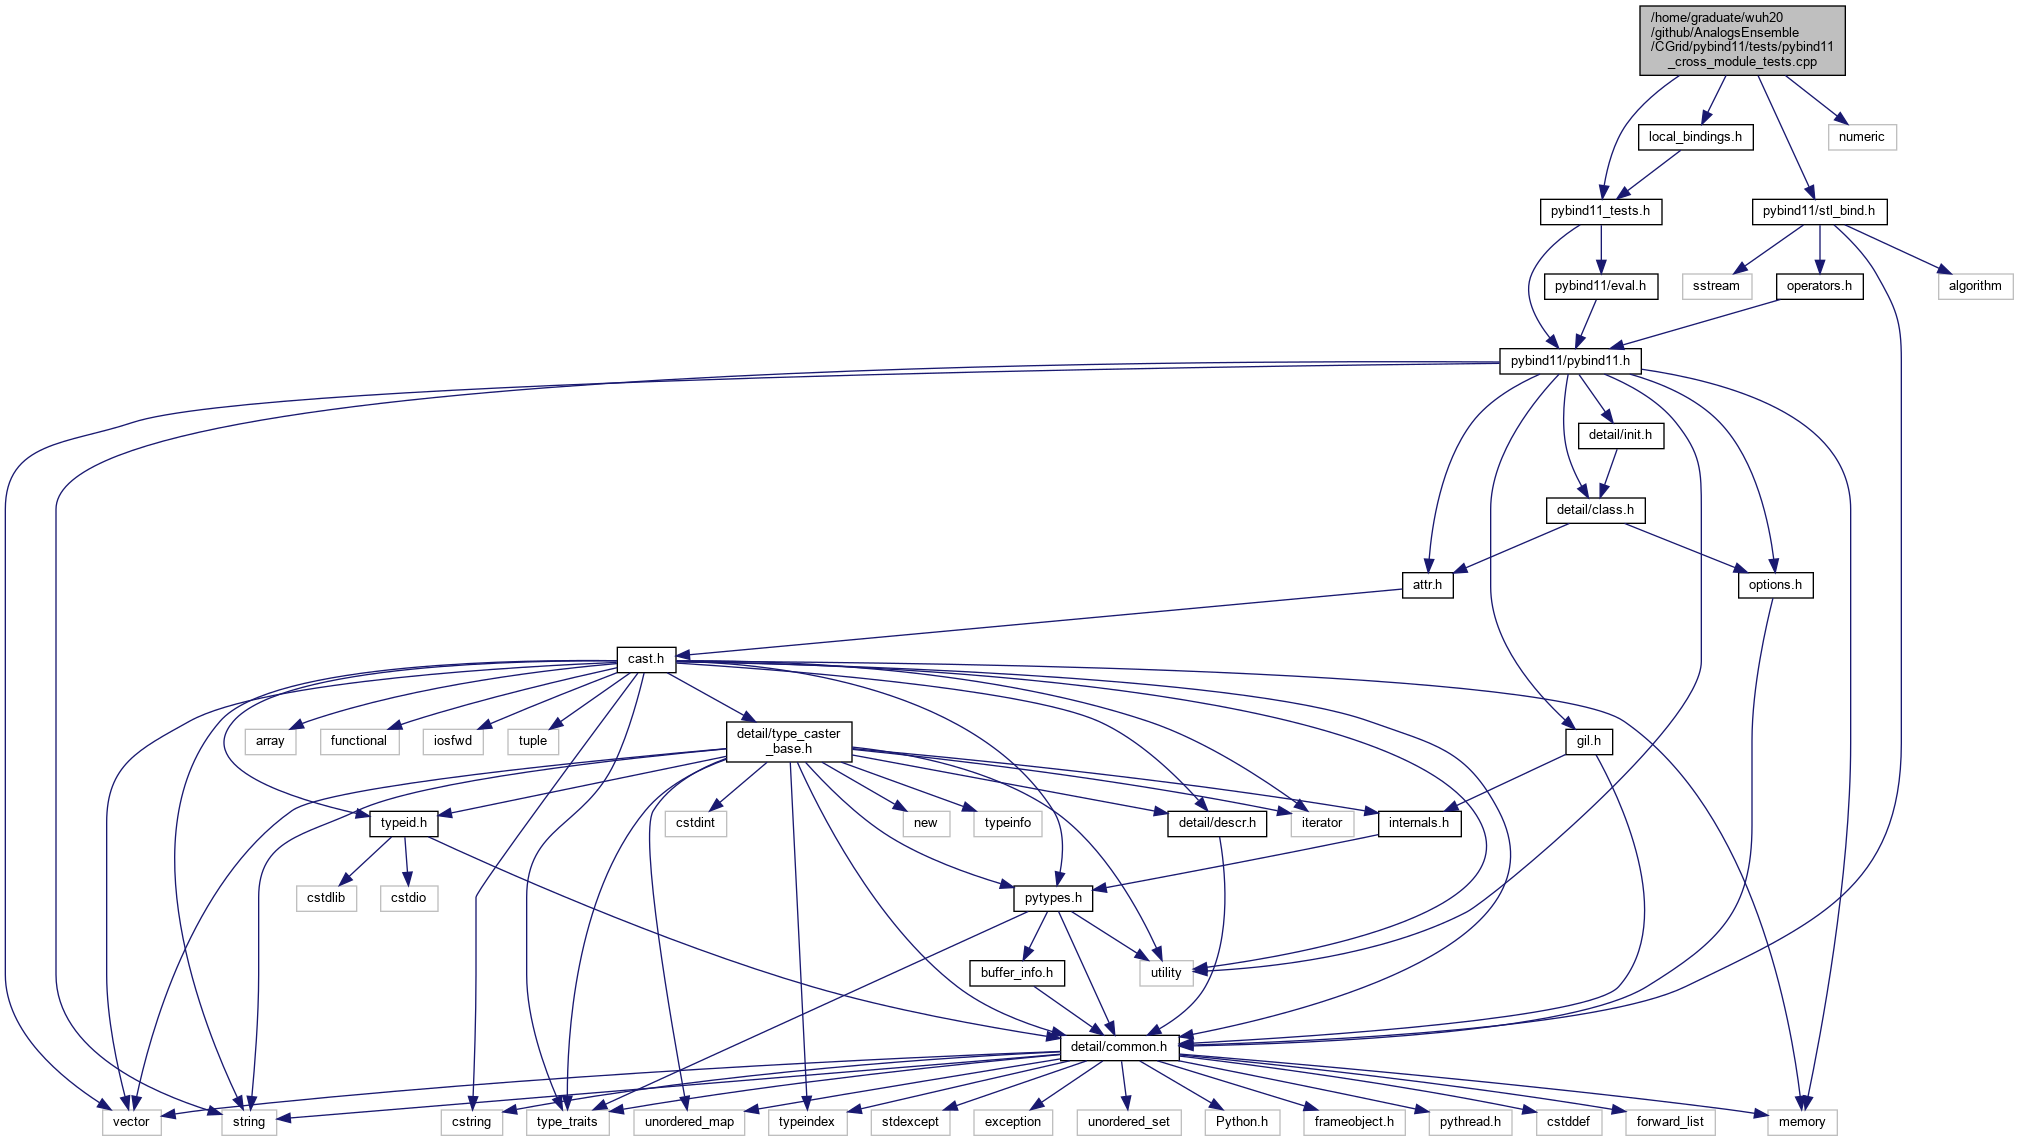 /home/graduate/wuh20
/github/AnalogsEnsemble
/CGrid/pybind11/tests/pybind11
_cross_module_tests.cpp
local_bindings.h
numeric
pybind11_tests.h
pybind11/stl_bind.h
pybind11/eval.h
sstream
operators.h
algorithm
pybind11/pybind11.h
detail/init.h
detail/class.h
attr.h
options.h
cast.h
array
functional
iosfwd
tuple
detail/type_caster
_base.h
gil.h
typeid.h
cstdint
new
typeinfo
detail/descr.h
iterator
internals.h
cstdlib
cstdio
pytypes.h
buffer_info.h
utility
detail/common.h
vector
string
cstring
type_traits
unordered_map
typeindex
stdexcept
exception
unordered_set
Python.h
frameobject.h
pythread.h
cstddef
forward_list
memory